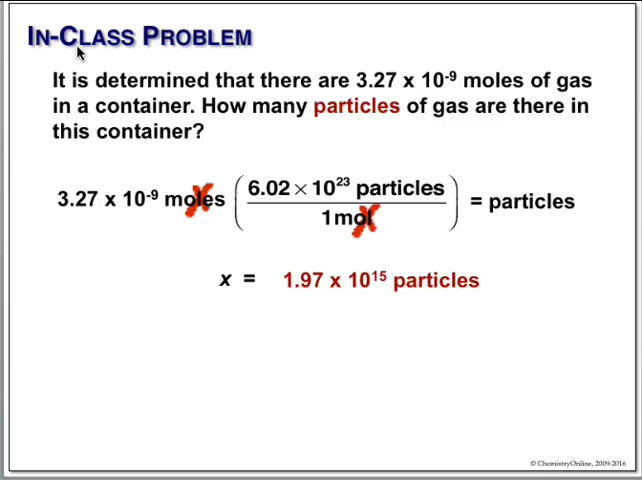 IN-CLASS PROBLEM
It is determined that there are 3.27 x 10⁻⁹ moles of gas
in a container. How many particles of gas are there in
this container?
3.27 x 10⁻⁹ moles ( 6.02 × 10²³ particles / 1mol ) = particles
x = 1.97 x 10¹⁵ particles
© ChemistryOnline, 2009-2016